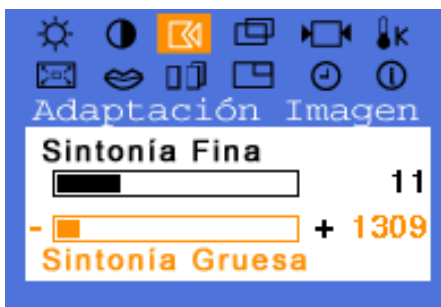 K
Adaptación Imagen
Sintonía Fina
11
- + 1309
Sintonía Gruesa